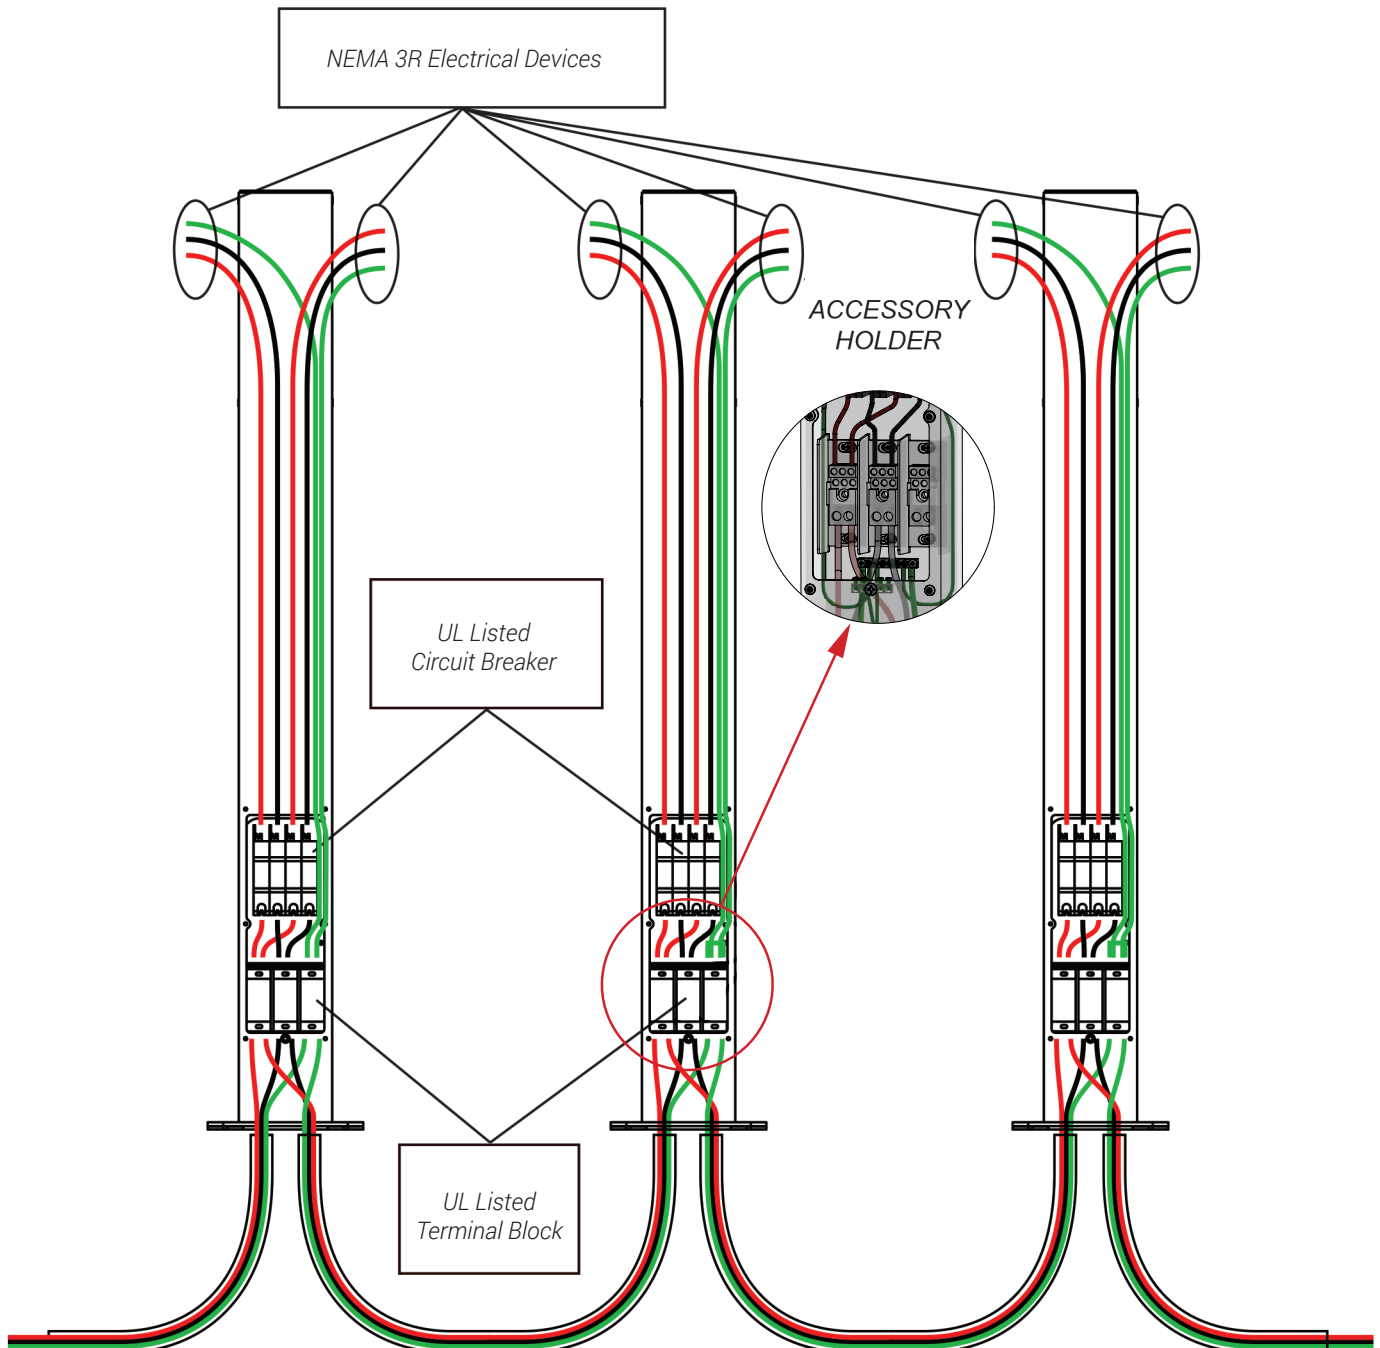 NEMA 3R Electrical Devices
ACCESSORY
HOLDER
UL Listed
Circuit Breaker
UL Listed
Terminal Block